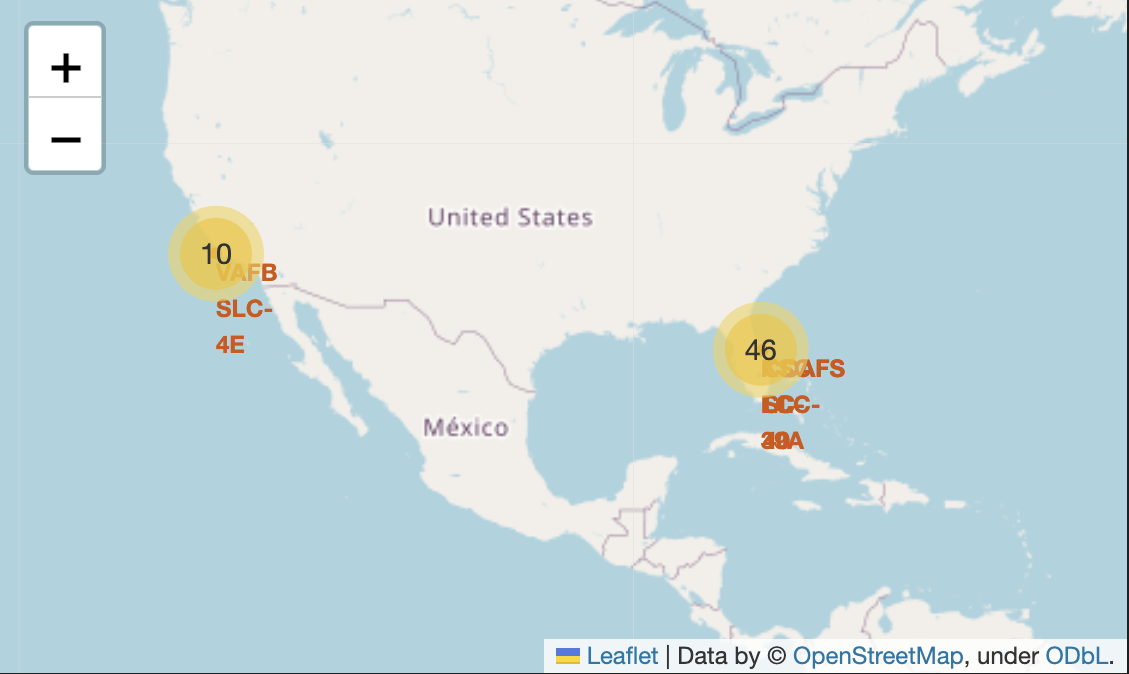 +
−
United States
10
VAFB
SLC-
4E
46
México
Leaflet | Data by © OpenStreetMap, under ODbL.